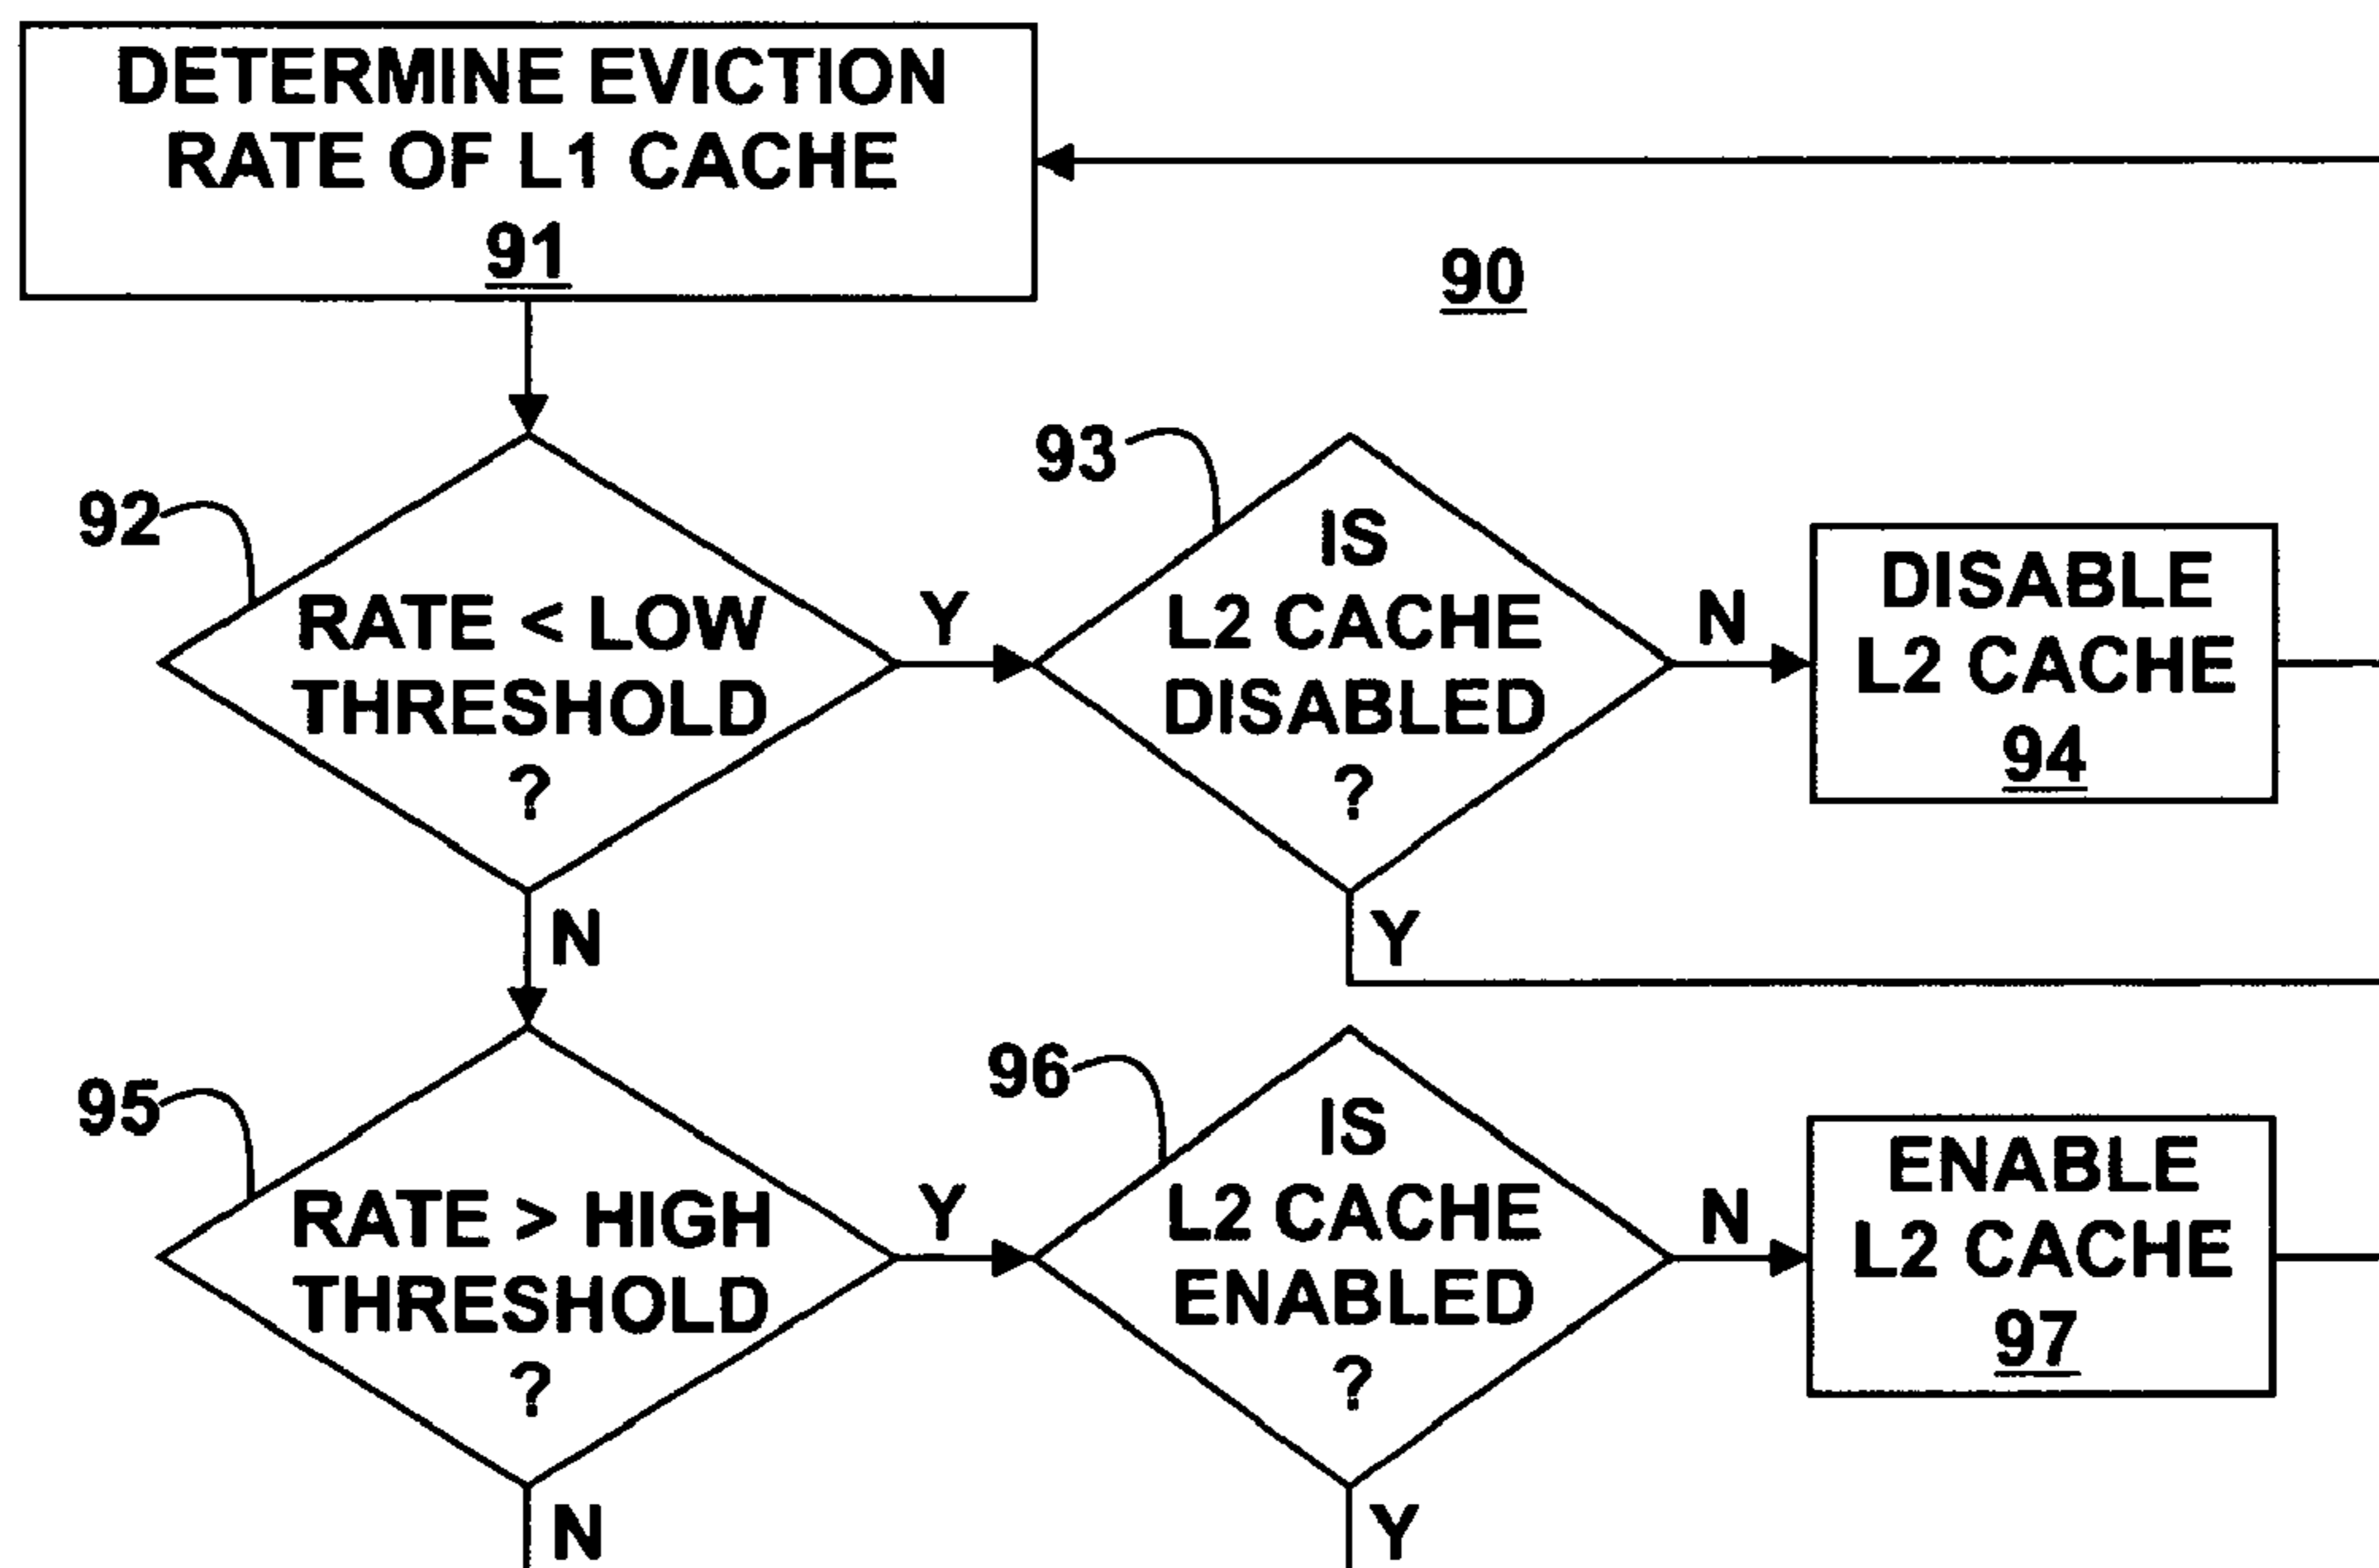 DETERMINE EVICTION
RATE OF L1 CACHE
91
90
92
RATE < LOW
THRESHOLD
?
Y
N
93
IS
L2 CACHE
DISABLED
?
N
Y
DISABLE
L2 CACHE
94
95
RATE > HIGH
THRESHOLD
?
Y
N
96
IS
L2 CACHE
ENABLED
?
N
Y
ENABLE
L2 CACHE
97